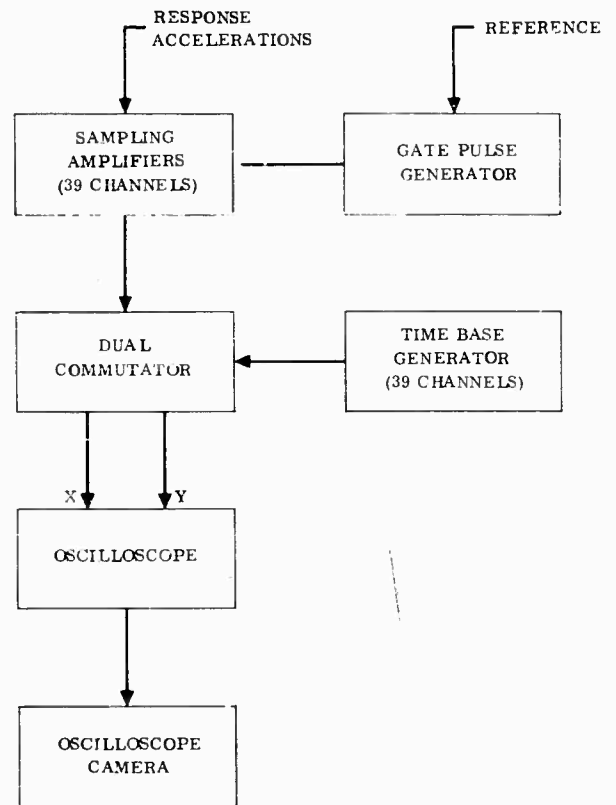 RESPONSE
ACCELERATIONS
REFERENCE
SAMPLING
AMPLIFIERS
(39 CHANNELS)
GATE PULSE
GENERATOR
DUAL
COMMUTATOR
TIME BASE
GENERATOR
(39 CHANNELS)
X
Y
OSCILLOSCOPE
OSCILLOSCOPE
CAMERA